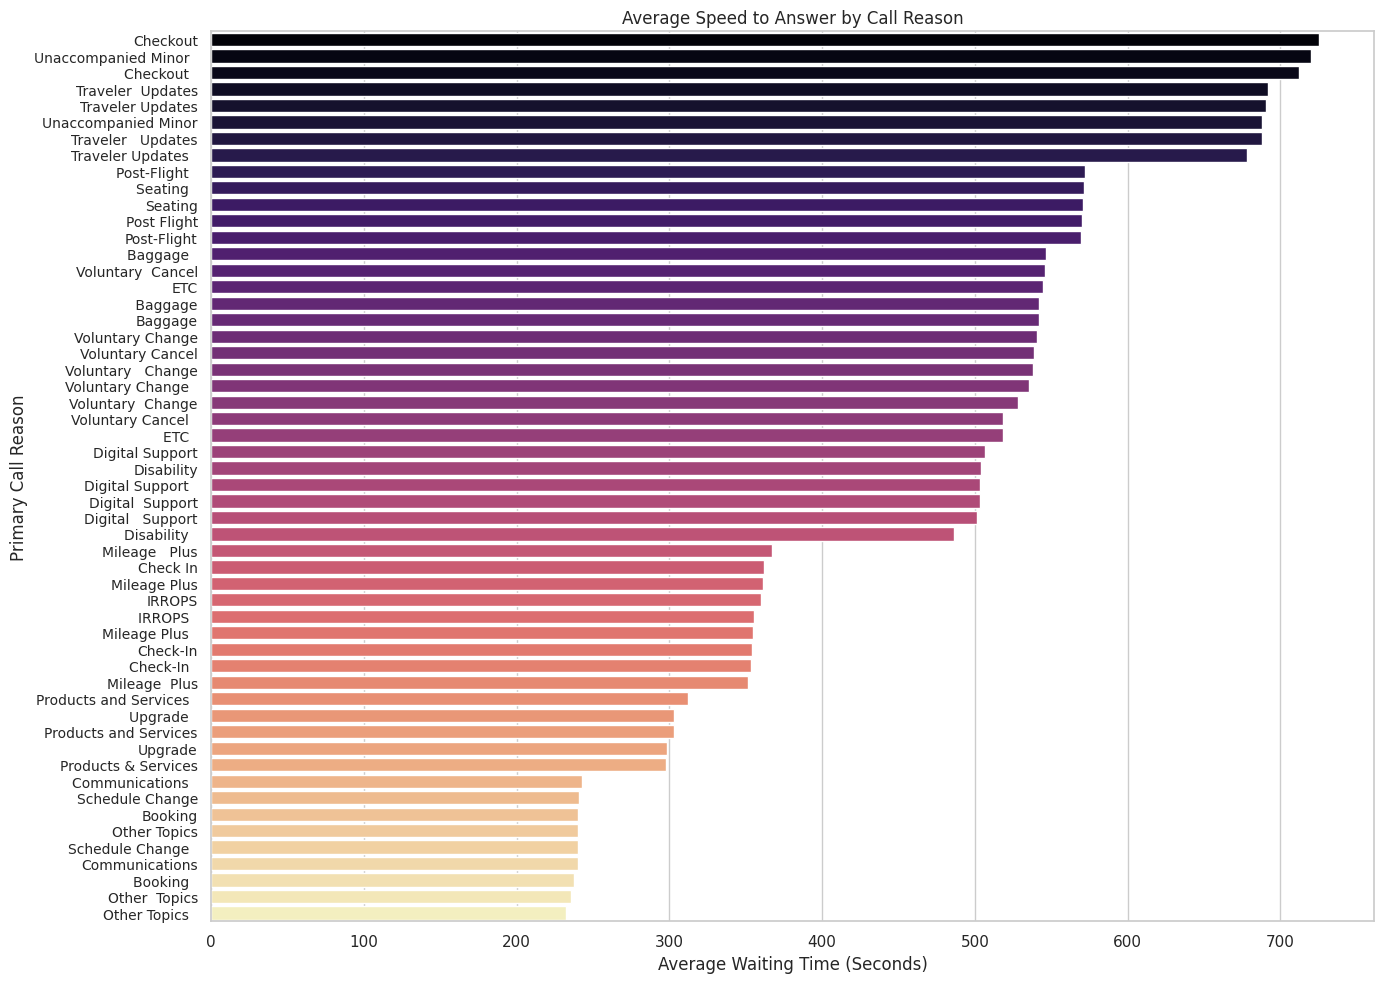 Average Speed to Answer by Call Reason
Checkout
Unaccompanied Minor
Checkout
Traveler  Updates
Traveler Updates
Unaccompanied Minor
Traveler   Updates
Traveler Updates
Post-Flight
Seating
Seating
Post Flight
Post-Flight
Baggage
Voluntary  Cancel
ETC
Baggage
Baggage
Voluntary Change
Voluntary Cancel
Voluntary   Change
Voluntary Change
Voluntary  Change
Voluntary Cancel
ETC
Digital Support
Disability
Digital Support
Digital  Support
Digital   Support
Disability
Mileage   Plus
Check In
Mileage Plus
IRROPS
IRROPS
Mileage Plus
Check-In
Check-In
Mileage  Plus
Products and Services
Upgrade
Products and Services
Upgrade
Products & Services
Communications
Schedule Change
Booking
Other Topics
Schedule Change
Communications
Booking
Other  Topics
Other Topics
Primary Call Reason
0 100 200 300 400 500 600 700
Average Waiting Time (Seconds)